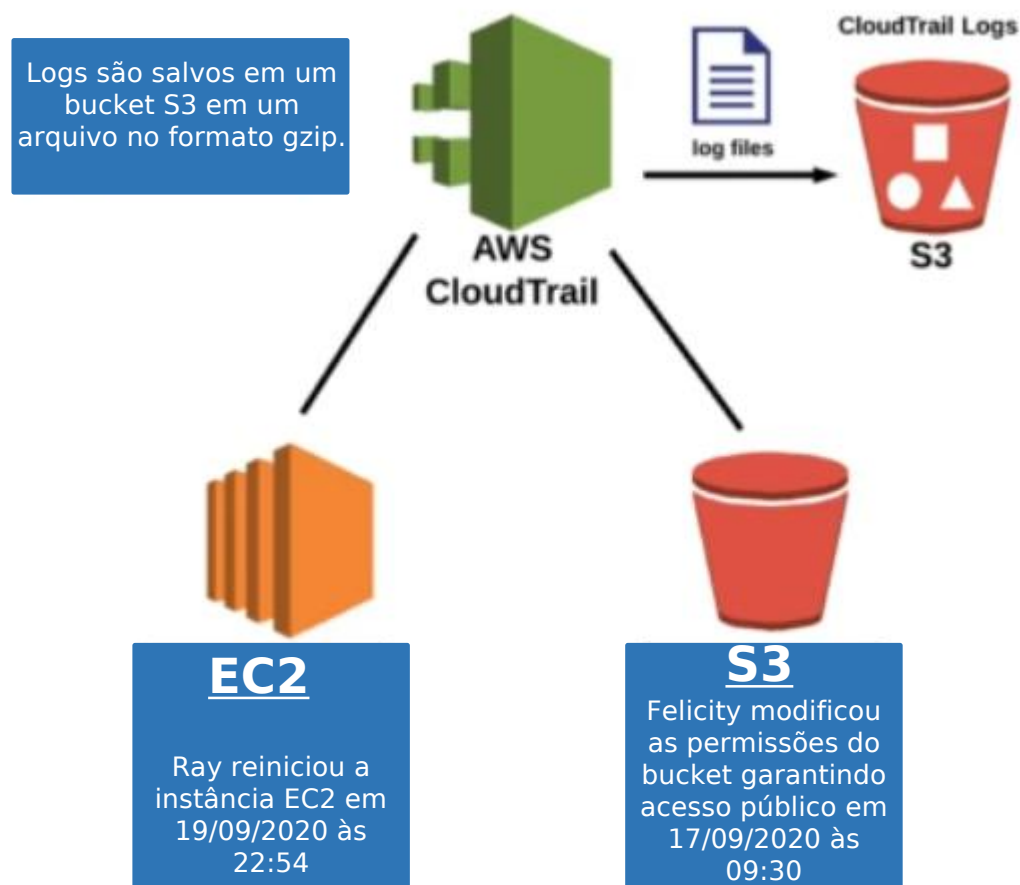 CloudTrail Logs
Logs são salvos em um
bucket S3 em um
arquivo no formato gzip.
log files
AWS
CloudTrail
S3
EC2
Ray reiniciou a
instância EC2 em
19/09/2020 às
22:54
S3
Felicity modificou
as permissões do
bucket garantindo
acesso público em
17/09/2020 às
09:30